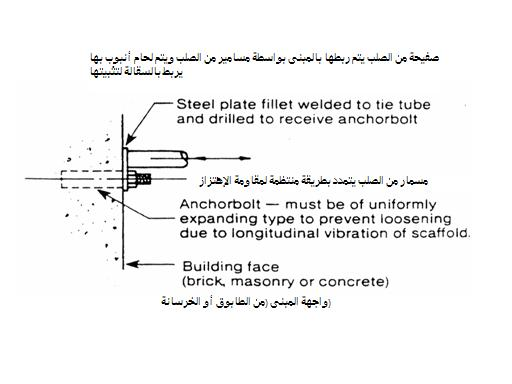 صفيحة من الصلب يتم ربطها بالمبنى بواسطة مسامير من الصلب ويتم لحام أنبوب بها
يربط بالسقالة لتثبيتها
Steel plate fillet welded to tie tube
and drilled to receive anchorbolt
مسمار من الصلب يتمدد بطريقة منتظمة لمقاومة الإهتزاز
Anchorbolt — must be of uniformly
expanding type to prevent loosening
due to longitudinal vibration of scaffold.
Building face
(brick, masonry or concrete)
واجهة المبنى (من الطابوق أو الخرسانة)